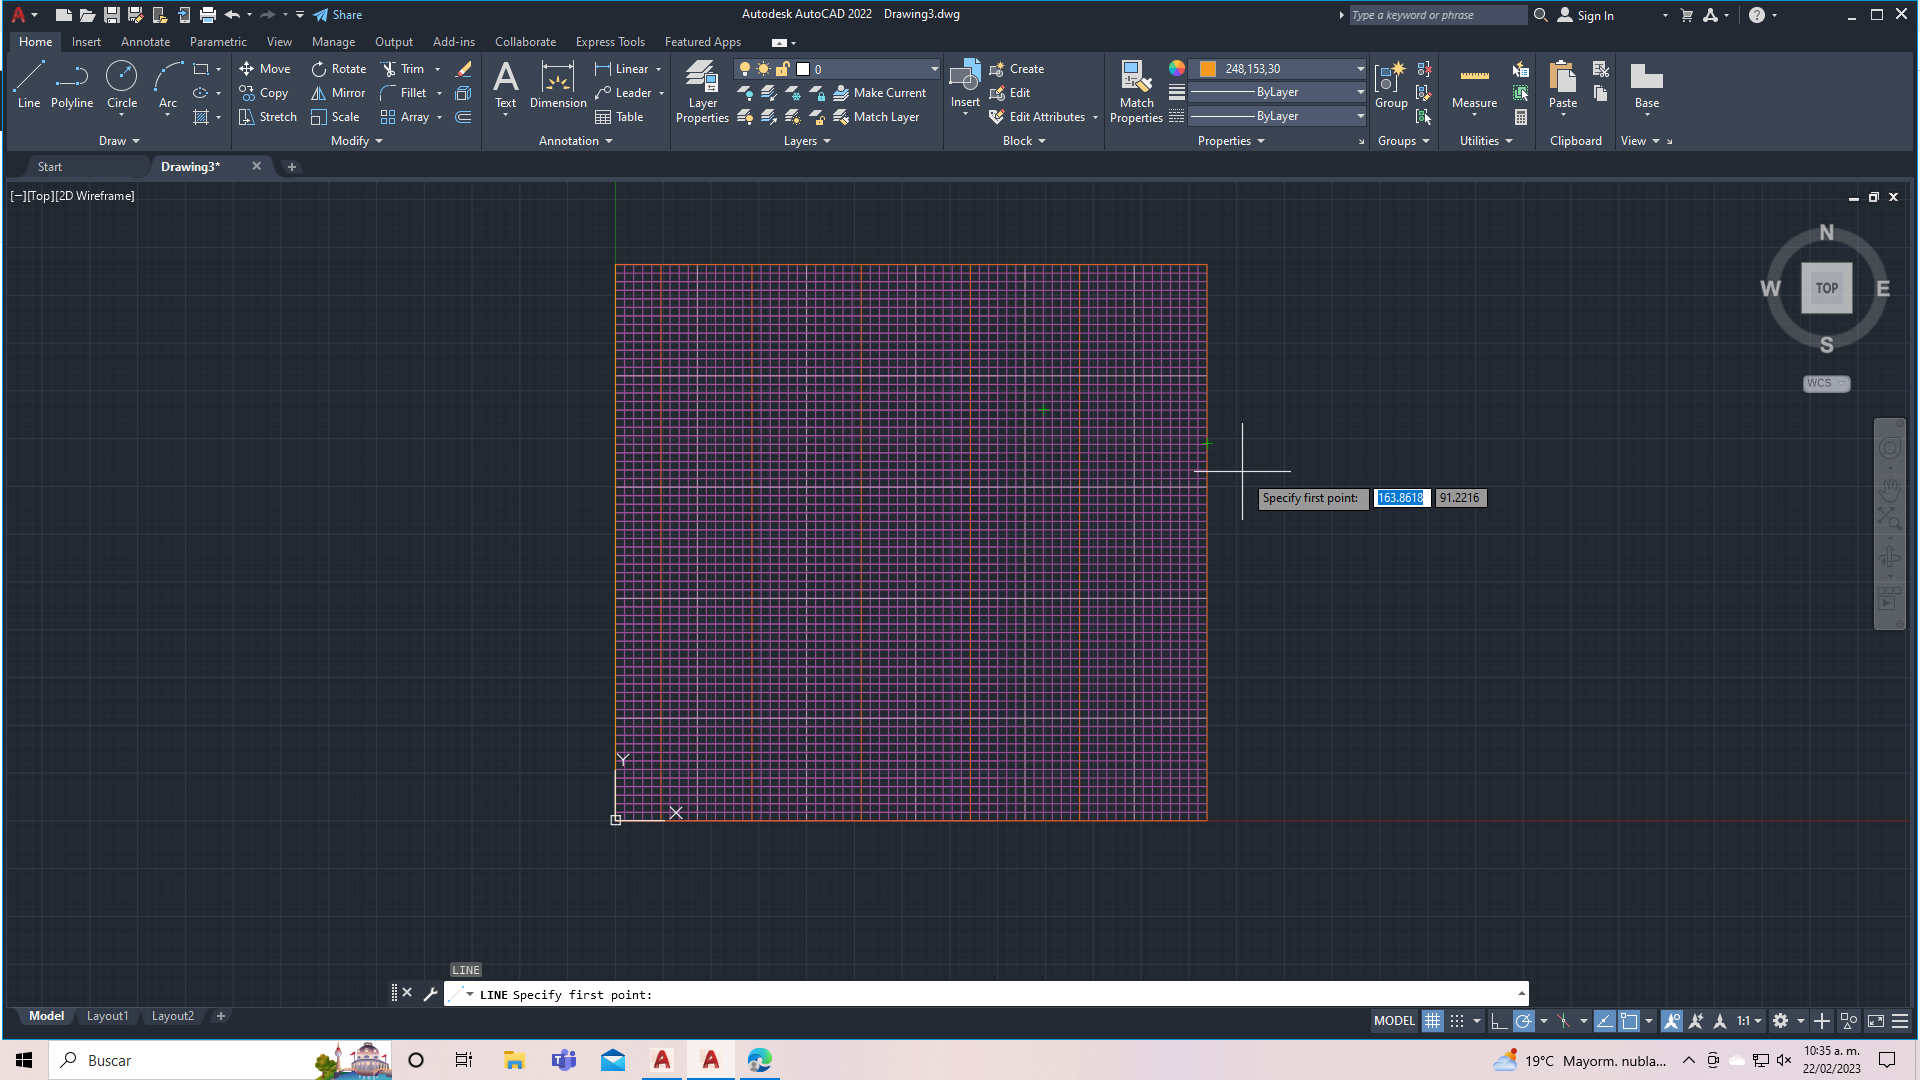 Share
Autodesk AutoCAD 2022 Drawing3.dwg
Type a keyword or phrase
Sign In
Home Insert Annotate Parametric View Manage Output Add-ins Collaborate Express Tools Featured Apps
Line Polyline Circle Arc
Move Rotate Trim
Copy Mirror Fillet
Stretch Scale Array
Text Dimension
Linear
Leader
Table
Layer Properties
0
Make Current
Match Layer
Insert
Create
Edit
Edit Attributes
Match Properties
248,153,30
ByLayer
ByLayer
Group
Measure
Paste
Base
Draw Modify Annotation Layers Block Properties Groups Utilities Clipboard View
Start Drawing3*
[−][Top][2D Wireframe]
N
W TOP E
S
WCS
Specify first point: 163.8618 91.2216
Y
X
LINE
LINE Specify first point:
Model Layout1 Layout2
MODEL 1:1
Buscar
19°C Mayorm. nubla...
10:35 a. m.
22/02/2023